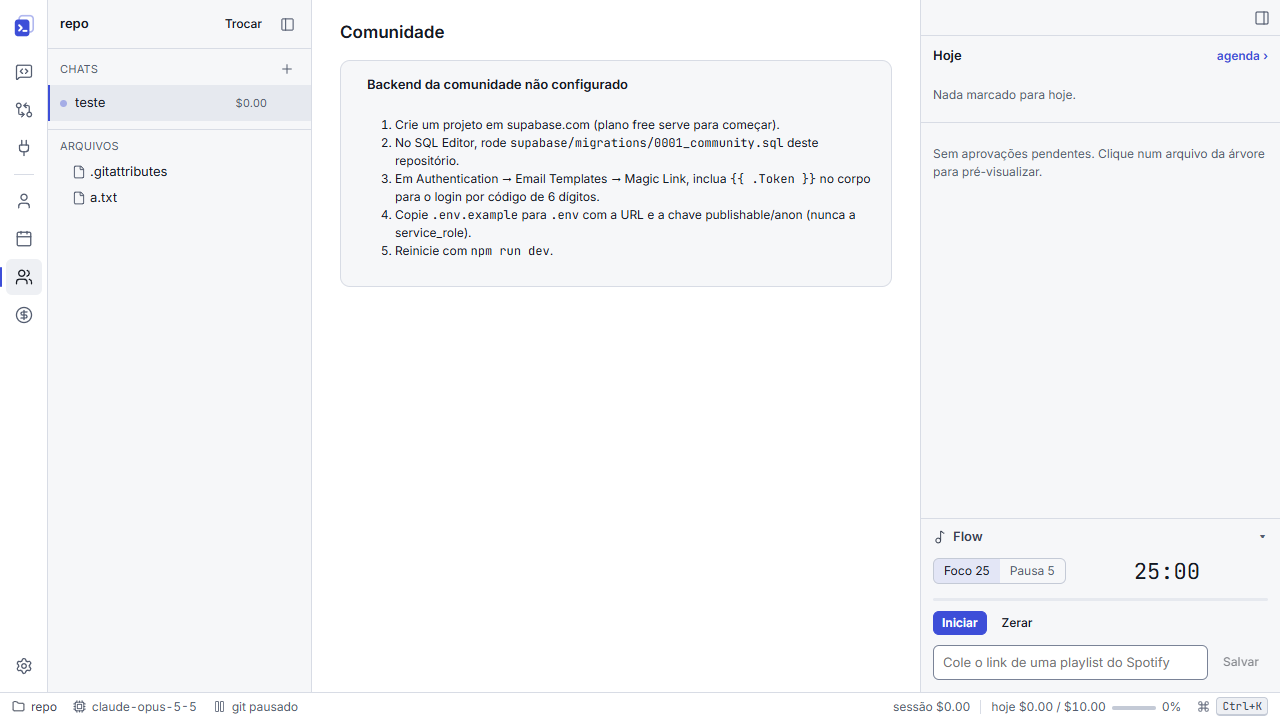 repo
Trocar
CHATS
teste
$0.00
ARQUIVOS
.gitattributes
a.txt
Comunidade
Backend da comunidade não configurado
1. Crie um projeto em supabase.com (plano free serve para começar).
2. No SQL Editor, rode supabase/migrations/0001_community.sql deste
repositório.
3. Em Authentication → Email Templates → Magic Link, inclua {{ .Token }} no corpo
para o login por código de 6 dígitos.
4. Copie .env.example para .env com a URL e a chave publishable/anon (nunca a
service_role).
5. Reinicie com npm run dev.
Hoje
agenda ›
Nada marcado para hoje.
Sem aprovações pendentes. Clique num arquivo da árvore
para pré-visualizar.
Flow
Foco 25
Pausa 5
25:00
Iniciar
Zerar
Cole o link de uma playlist do Spotify
Salvar
repo
claude-opus-5-5
git pausado
sessão $0.00
hoje $0.00 / $10.00
0%
⌘ Ctrl+K